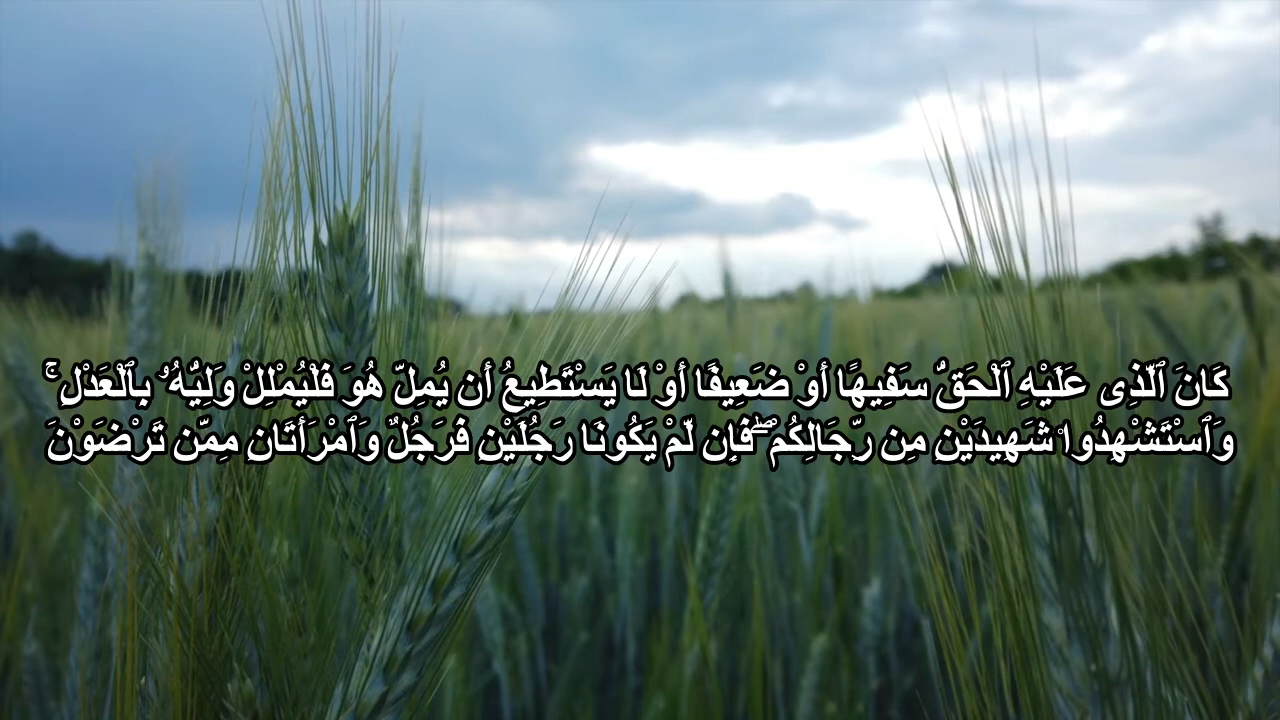 كَانَ ٱلَّذِى عَلَيْهِ ٱلْحَقُّ سَفِيهًا أَوْ ضَعِيفًا أَوْ لَا يَسْتَطِيعُ أَن يُمِلَّ هُوَ فَلْيُمْلِلْ وَلِيُّهُۥ بِٱلْعَدْلِ ۚ
وَٱسْتَشْهِدُوا۟ شَهِيدَيْنِ مِن رِّجَالِكُمْ ۖ فَإِن لَّمْ يَكُونَا رَجُلَيْنِ فَرَجُلٌ وَٱمْرَأَتَانِ مِمَّن تَرْضَوْنَ